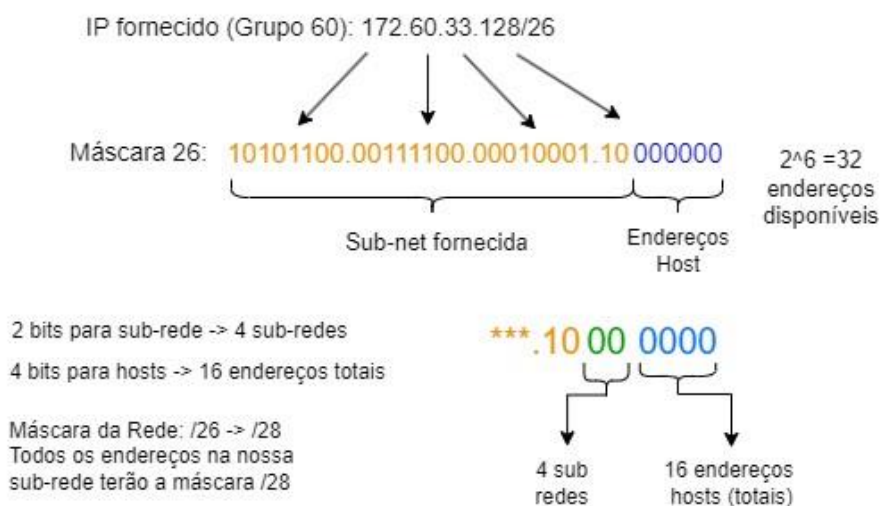 IP fornecido (Grupo 60): 172.60.33.128/26
Máscara 26: 10101100.00111100.00010001.10000000
2^6 =32
endereços
disponíveis
Sub-net fornecida
Endereços
Host
2 bits para sub-rede -> 4 sub-redes
***.10 00 0000
4 bits para hosts -> 16 endereços totais
Máscara da Rede: /26 -> /28
Todos os endereços na nossa
sub-rede terão a máscara /28
4 sub
redes
16 endereços
hosts (totais)